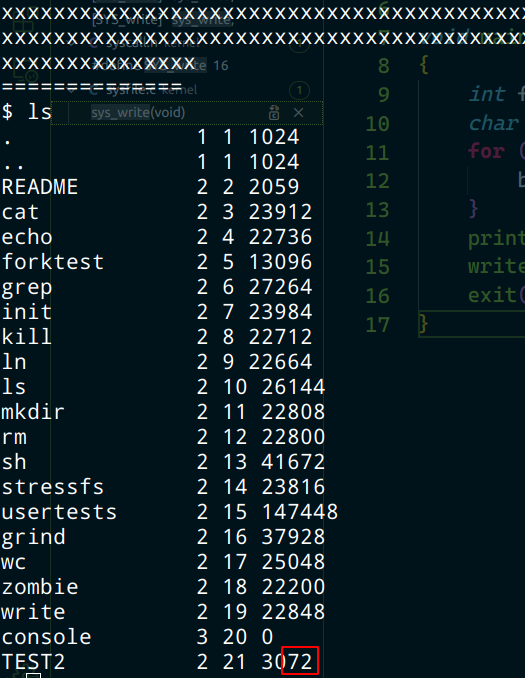 xxxxxxxxxxxxxxxxxxxxxxxxxxxxxxxxxxxxxxxxx
[SYS_write] sys_write,
xxxxxxxxxxxxxxxxxxxxxxxxxxxxxxxxxxxxxxxxx
xxxxxxxxxxxxxxx
sys_write 16
==============
kernel 1
$ ls
sys_write(void)
. 1 1 1024
.. 1 1 1024
README 2 2 2059
cat 2 3 23912
echo 2 4 22736
forktest 2 5 13096
grep 2 6 27264
init 2 7 23984
kill 2 8 22712
ln 2 9 22664
ls 2 10 26144
mkdir 2 11 22808
rm 2 12 22800
sh 2 13 41672
stressfs 2 14 23816
usertests 2 15 147448
grind 2 16 37928
wc 2 17 25048
zombie 2 18 22200
write 2 19 22848
console 3 20 0
TEST2 2 21 3072
8 {
9 int f
10 char
11 for (
12 b
13 }
14 print
15 write
16 exit(
17 }